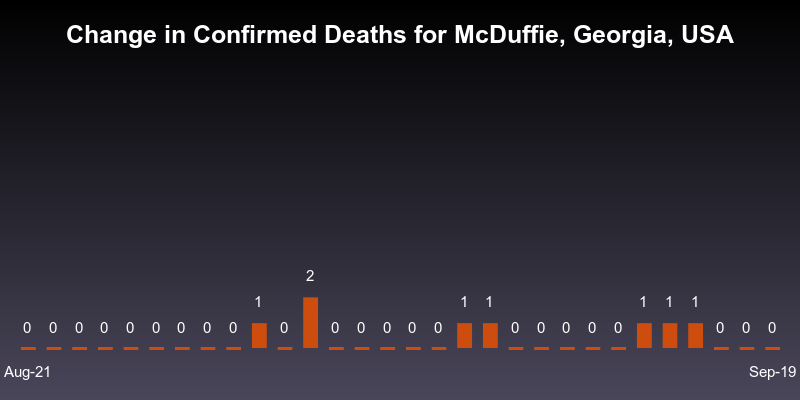 Change in Confirmed Deaths for McDuffie, Georgia, USA
2
1 1 1 1 1 1
0 0 0 0 0 0 0 0 0 0 0 0 0 0 0 0 0 0 0 0 0 0 0
Aug-21 Sep-19